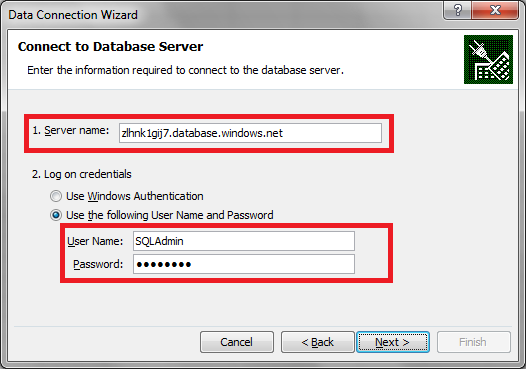 Data Connection Wizard
Connect to Database Server
Enter the information required to connect to the database server.
1. Server name: zlhnk1gij7.database.windows.net
2. Log on credentials
Use Windows Authentication
Use the following User Name and Password
User Name: SQLAdmin
Password: ●●●●●●●●
Cancel < Back Next > Finish